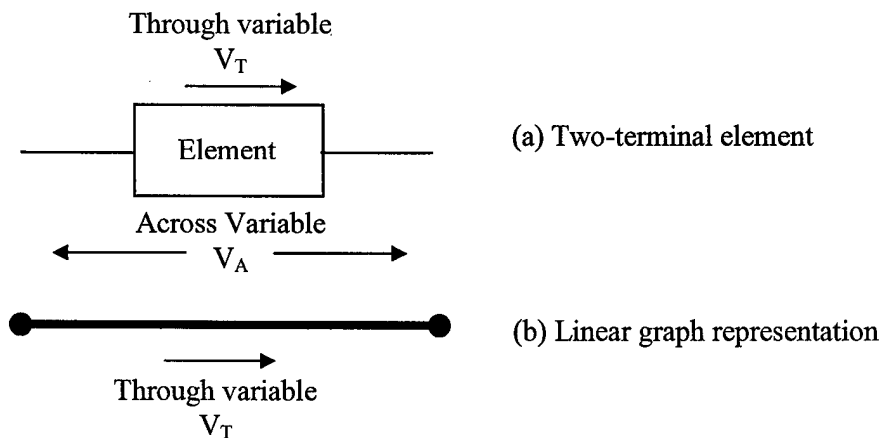 Through variable
V_T
Element
(a) Two-terminal element
Across Variable
V_A
(b) Linear graph representation
Through variable
V_T